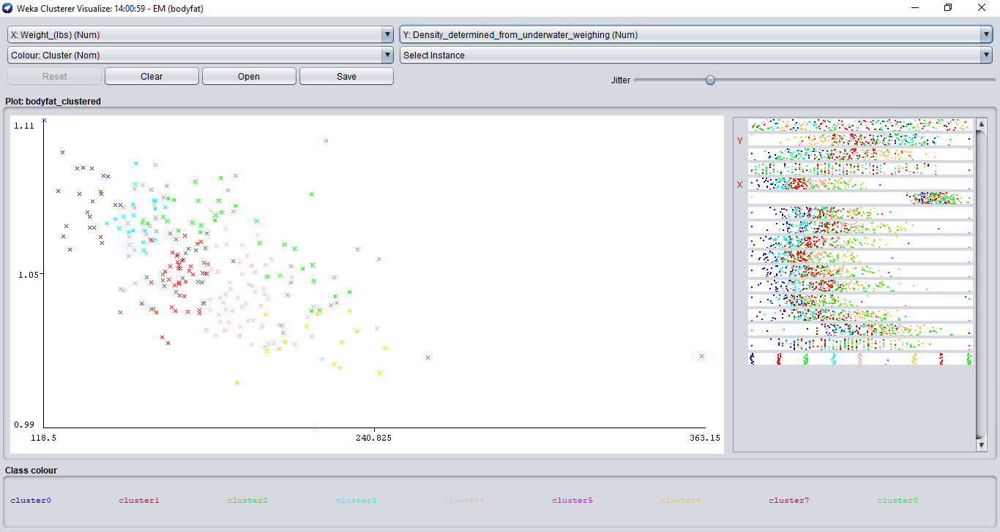 Weka Clusterer Visualize: 14:00:59 - EM (bodyfat)
X: Weight_(lbs) (Num)
Y: Density_determined_from_underwater_weighing (Num)
Colour: Cluster (Nom)
Select Instance
Reset
Clear
Open
Save
Jitter
Plot: bodyfat_clustered
1.11
1.05
0.99
118.5
240.825
363.15
Y
X
Class colour
cluster0
cluster1
cluster2
cluster3
cluster4
cluster5
cluster6
cluster7
cluster8